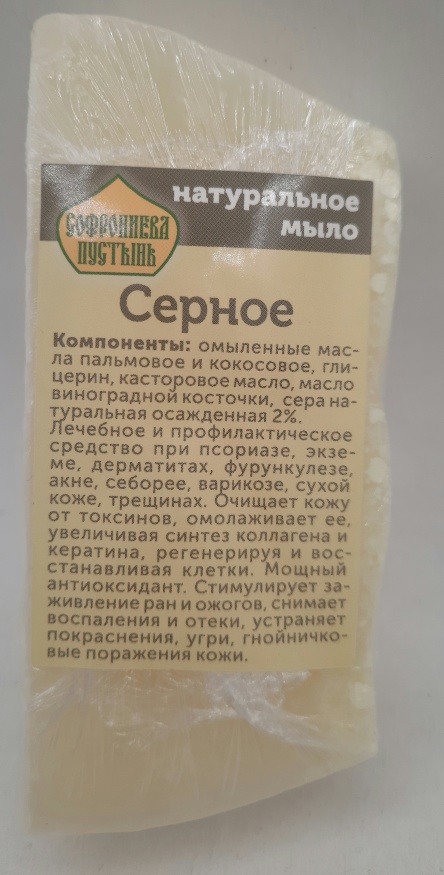 натуральное
мыло
СОФРОНИЕВА
ПУСТЫНЬ
Серное
Компоненты: омыленные мас-
ла пальмовое и кокосовое, гли-
церин, касторовое масло, масло
виноградной косточки, сера на-
туральная осажденная 2%.
Лечебное и профилактическое
средство при псориазе, экзе-
ме, дерматитах, фурункулезе,
акне, себорее, варикозе, сухой
коже, трещинах. Очищает кожу
от токсинов, омолаживает ее,
увеличивая синтез коллагена и
кератина, регенерируя и вос-
станавливая клетки. Мощный
антиоксидант. Стимулирует за-
живление ран и ожогов, снимает
воспаления и отеки, устраняет
покраснения, угри, гнойничко-
вые поражения кожи.